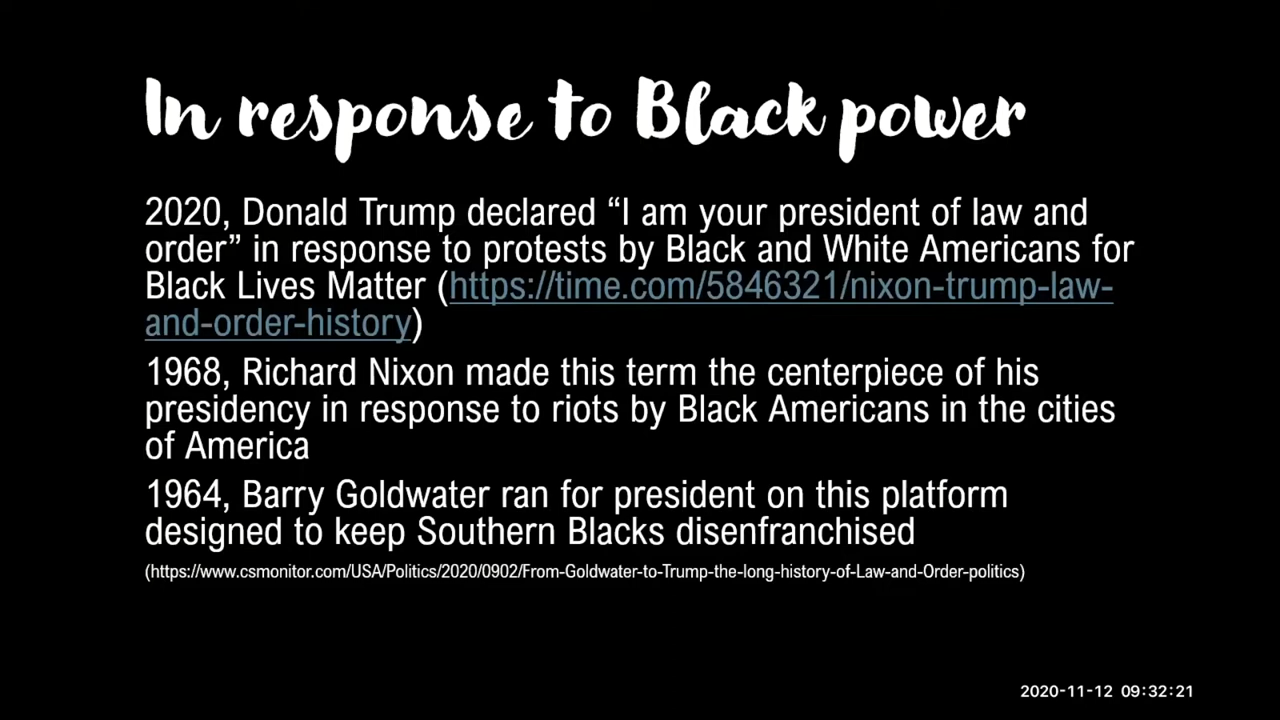 In response to Black power
2020, Donald Trump declared “I am your president of law and
order” in response to protests by Black and White Americans for
Black Lives Matter (https://time.com/5846321/nixon-trump-law-
and-order-history)
1968, Richard Nixon made this term the centerpiece of his
presidency in response to riots by Black Americans in the cities
of America
1964, Barry Goldwater ran for president on this platform
designed to keep Southern Blacks disenfranchised
(https://www.csmonitor.com/USA/Politics/2020/0902/From-Goldwater-to-Trump-the-long-history-of-Law-and-Order-politics)
2020-11-12 09:32:21